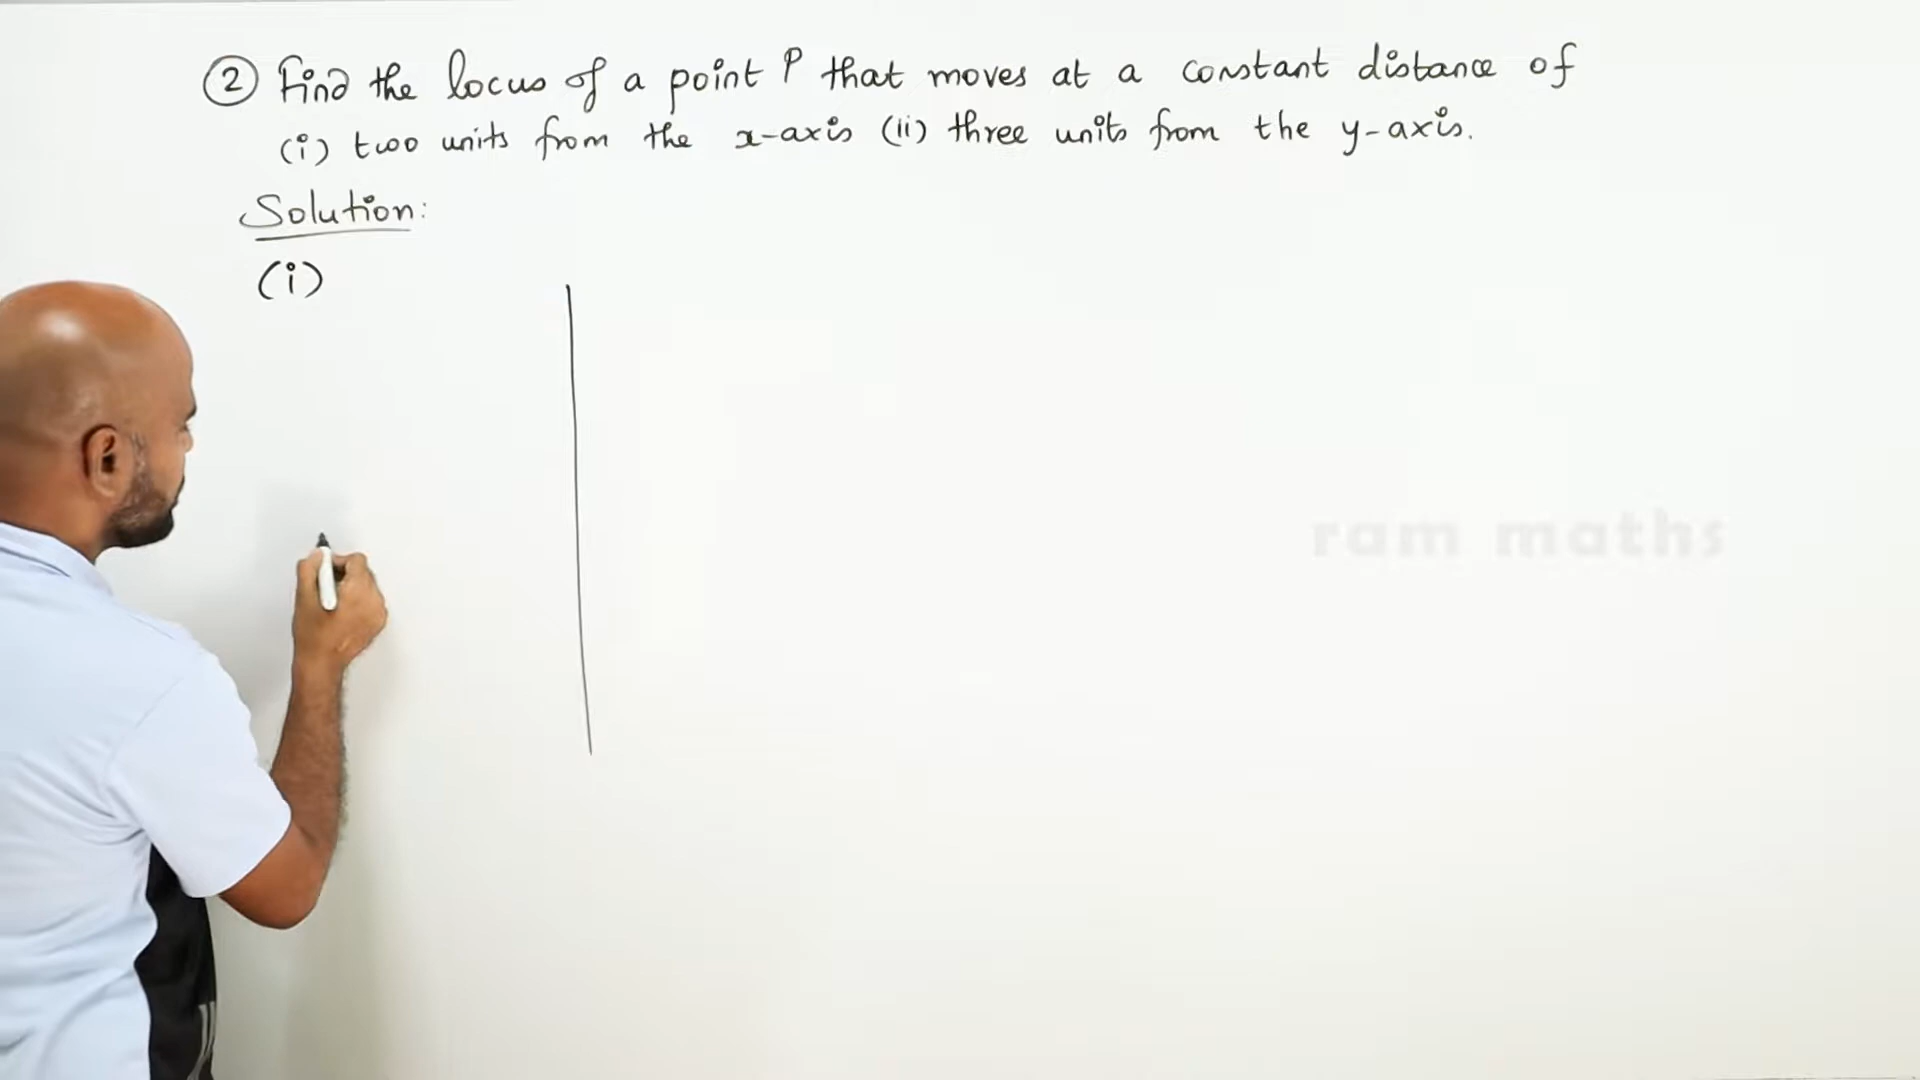 ② Find the locus of a point P that moves at a constant distance of
(i) two units from the x-axis (ii) three units from the y-axis.
Solution:
(i)
ram maths